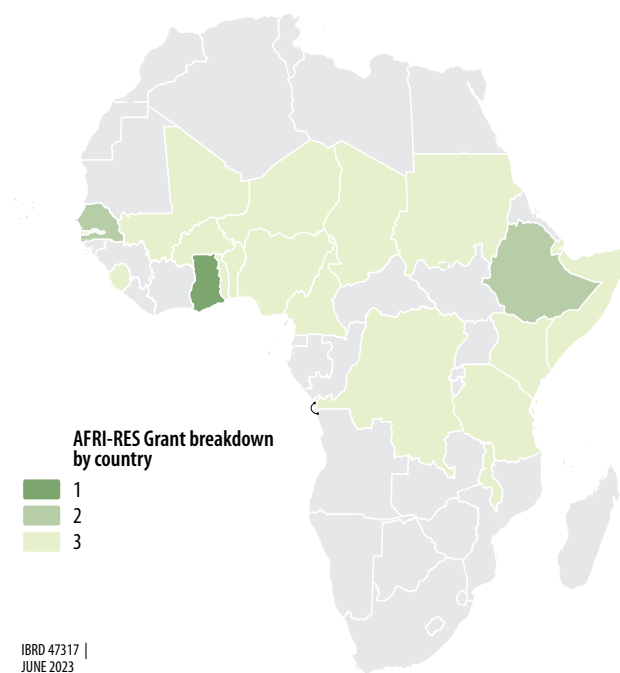 AFRI-RES Grant breakdown
by country
1
2
3
IBRD 47317 |
JUNE 2023